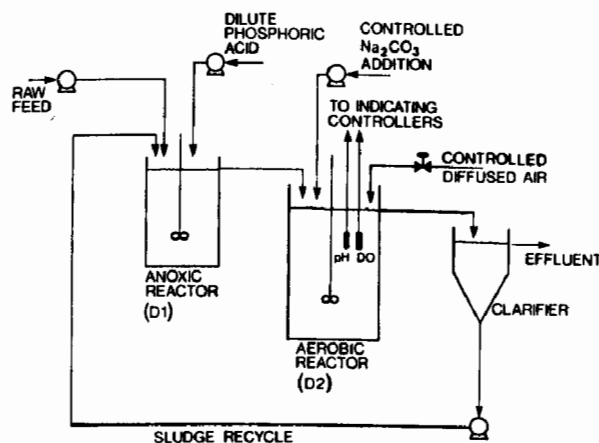 DILUTE
PHOSPHORIC
ACID
CONTROLLED
Na2CO3
ADDITION
RAW
FEED
TO INDICATING
CONTROLLERS
CONTROLLED
DIFFUSED AIR
pH DO
EFFLUENT
ANOXIC
REACTOR
(D1)
CLARIFIER
AEROBIC
REACTOR
(D2)
SLUDGE RECYCLE